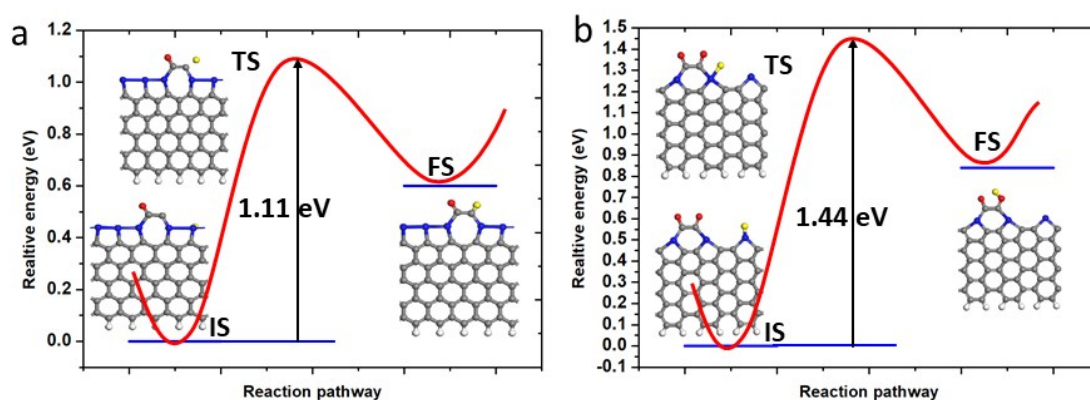 a
1.2
1.0
0.8
0.6
0.4
0.2
0.0
Realtive energy (eV)
TS
FS
1.11 eV
IS
Reaction pathway
b
1.5
1.4
1.3
1.2
1.1
1.0
0.9
0.8
0.7
0.6
0.5
0.4
0.3
0.2
0.1
0.0
-0.1
Realtive energy (eV)
TS
FS
1.44 eV
IS
Reaction pathway